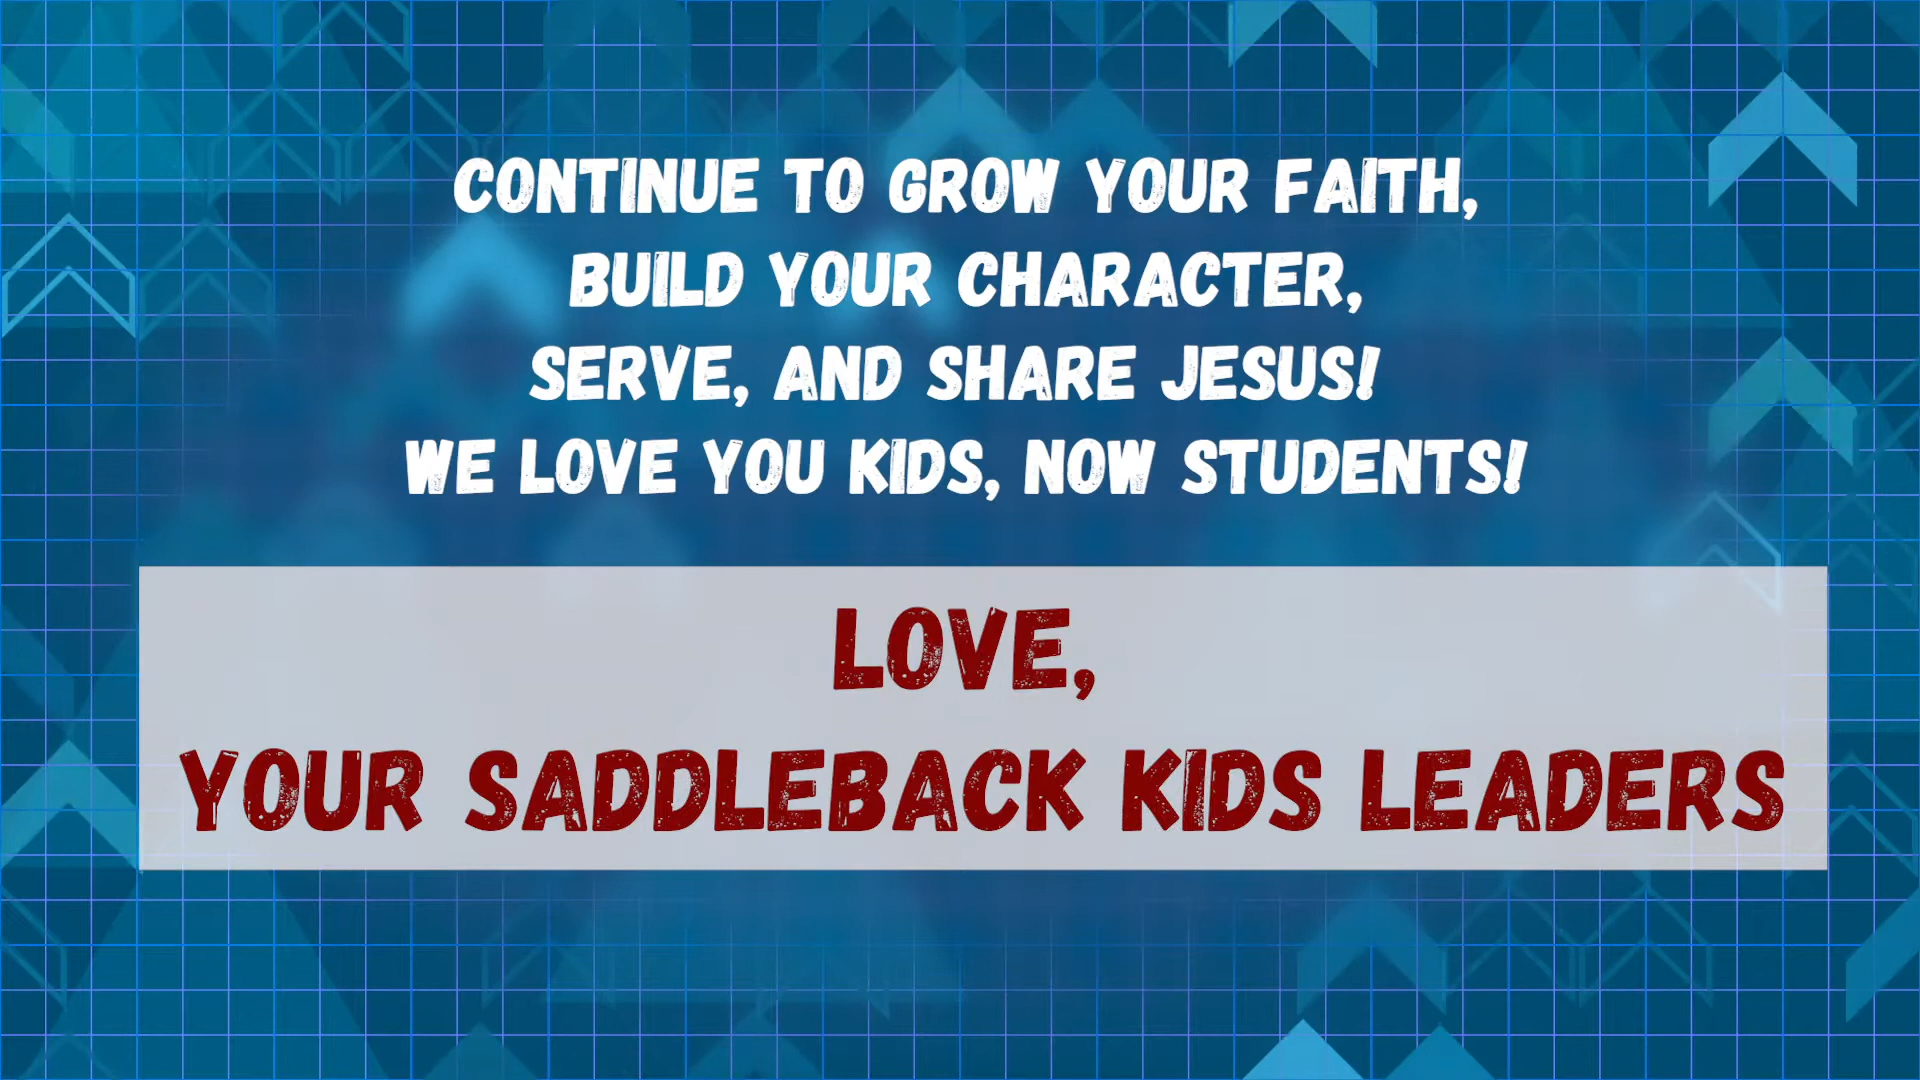 CONTINUE TO GROW YOUR FAITH,
BUILD YOUR CHARACTER,
SERVE, AND SHARE JESUS!
WE LOVE YOU KIDS, NOW STUDENTS!
LOVE,
YOUR SADDLEBACK KIDS LEADERS